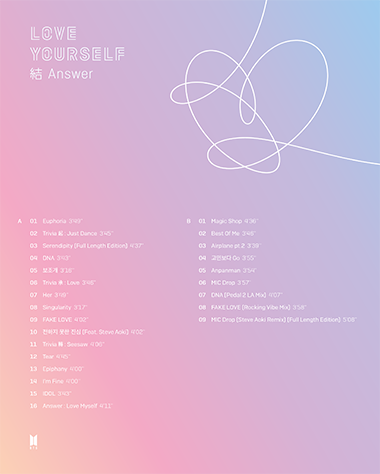 LOVE
YOURSELF
結 Answer
A 01 Euphoria 3'49"
02 Trivia 起 : Just Dance 3'45"
03 Serendipity (Full Length Edition) 4'37"
04 DNA 3'43"
05 보조개 3'16"
06 Trivia 承 : Love 3'46"
07 Her 3'49"
08 Singularity 3'17"
09 FAKE LOVE 4'02"
10 전하지 못한 진심 (Feat. Steve Aoki) 4'02"
11 Trivia 轉 : Seesaw 4'06"
12 Tear 4'45"
13 Epiphany 4'00"
14 I'm Fine 4'09"
15 IDOL 3'43"
16 Answer : Love Myself 4'11"
B 01 Magic Shop 4'36"
02 Best Of Me 3'48"
03 Airplane pt.2 3'38"
04 고민보다 Go 3'55"
05 Anpanman 3'54"
06 MIC Drop 3'57"
07 DNA (Pedal 2 LA Mix) 4'07"
08 FAKE LOVE (Rocking Vibe Mix) 3'58"
09 MIC Drop (Steve Aoki Remix) (Full Length Edition) 5'08"
BTS